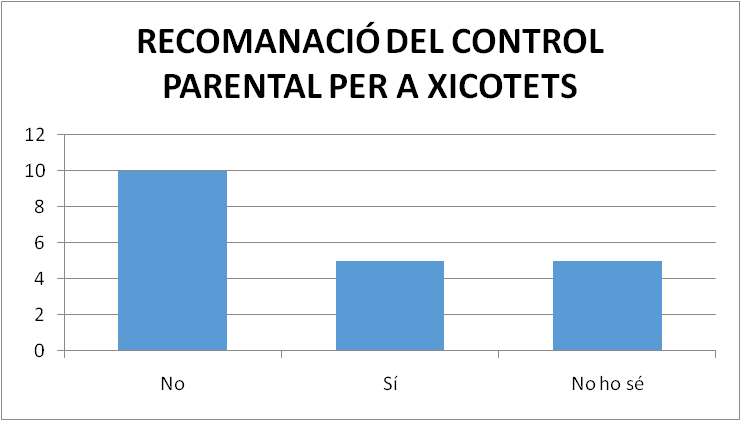 RECOMANACIÓ DEL CONTROL
PARENTAL PER A XICOTETS
12
10
8
6
4
2
0
No Sí No ho sé